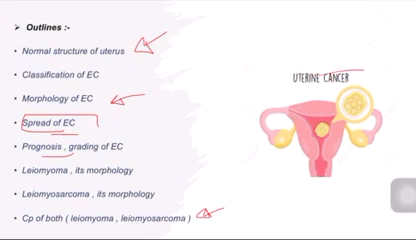 ➤ Outlines :-
• Normal structure of uterus
• Classification of EC
• Morphology of EC
• Spread of EC
• Prognosis , grading of EC
• Leiomyoma , its morphology
• Leiomyosarcoma , its morphology
• Cp of both ( leiomyoma , leiomyosarcoma )
UTERINE CANCER